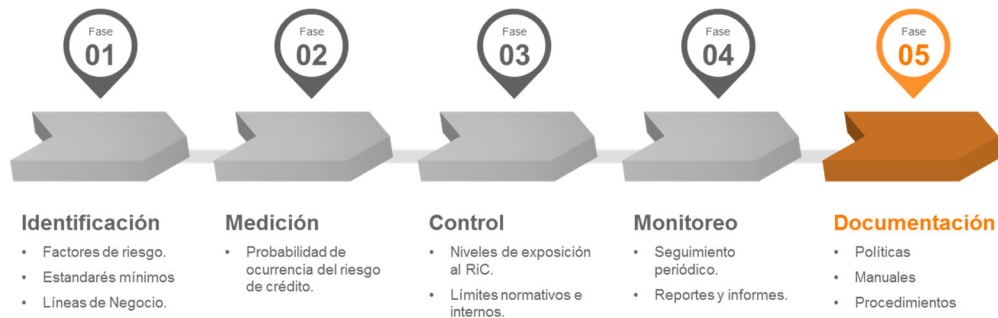 Fase
01
Fase
02
Fase
03
Fase
04
Fase
05
Identificación
• Factores de riesgo.
• Estandarés mínimos
• Líneas de Negocio.
Medición
• Probabilidad de
ocurrencia del riesgo
de crédito.
Control
• Niveles de exposición
al RiC.
• Límites normativos e
internos.
Monitoreo
• Seguimiento
periódico.
• Reportes y informes.
Documentación
• Políticas
• Manuales
• Procedimientos